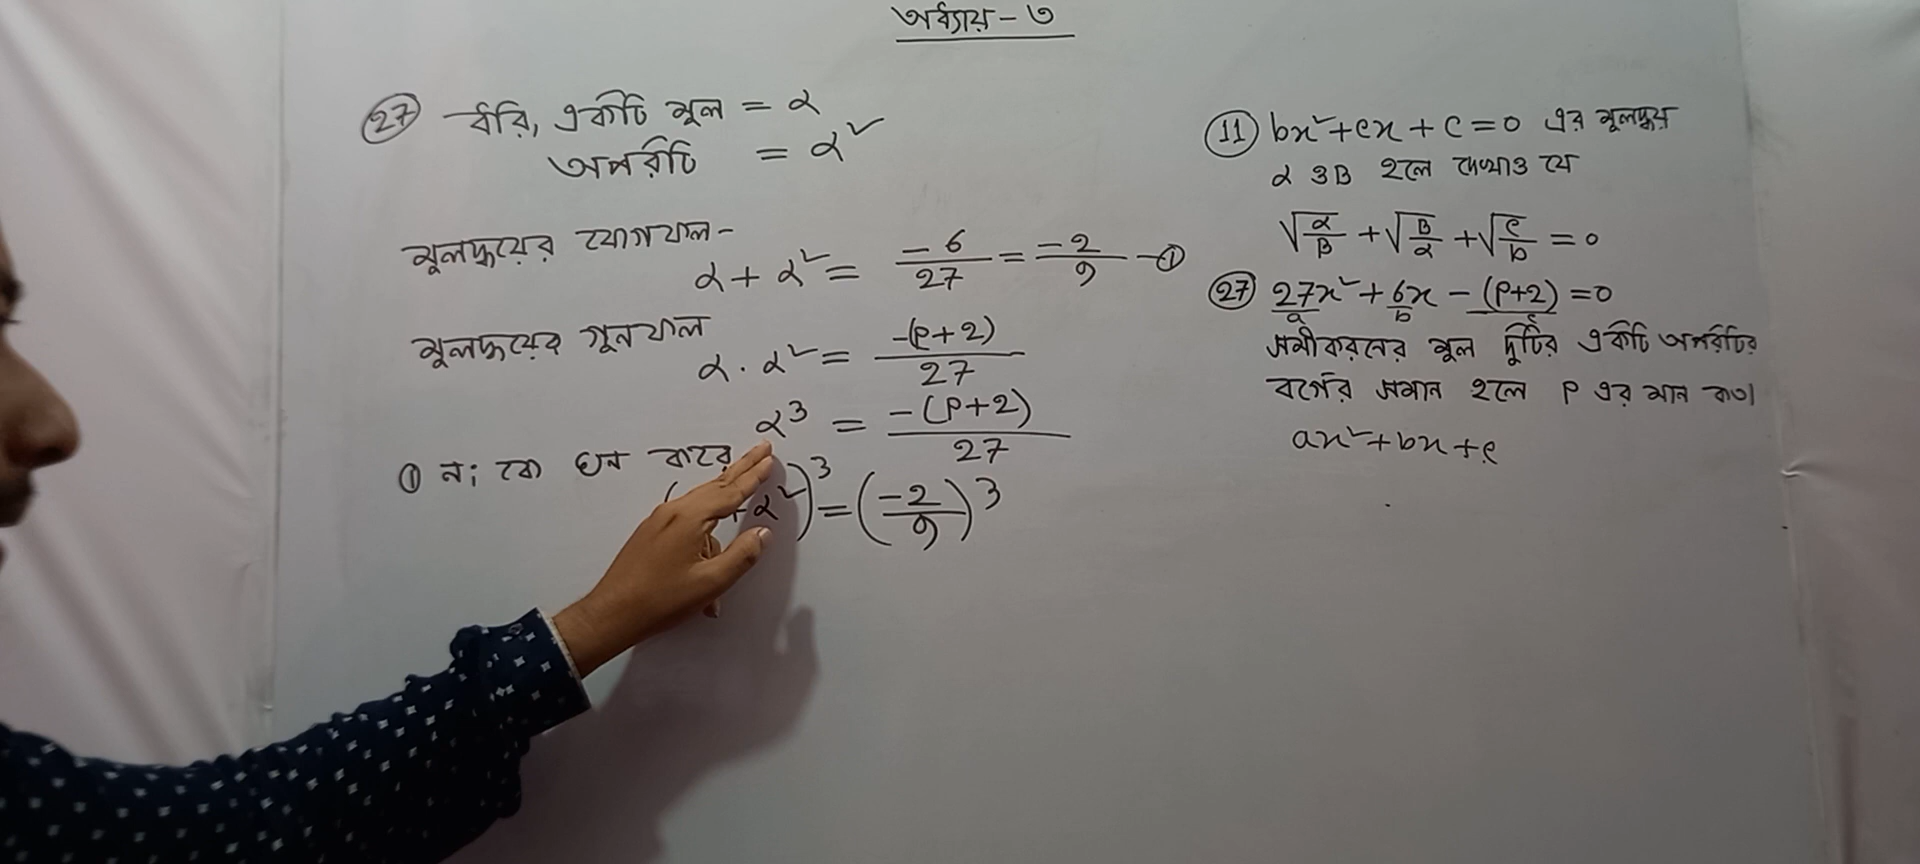 অধ্যায় - ৩
(27) ধরি, একটি মূল = α
অপরটি = α²
মূলদ্বয়ের যোগফল -
α + α² = -6/27 = -2/9 — (1)
মূলদ্বয়ের গুনফল
α . α² = -(P+2)/27
α³ = -(P+2)/27
(1) নং কে ঘন করে
+α²)³ = (-2/9)³
(11) bx² + cx + c = 0 এর মূলদ্বয়
α ও B হলে দেখাও যে
√α/B + √B/α + √c/b = 0
(27) 27x² + 6x - (P+2) = 0
a b c
সমীকরনের মূল দুটির একটি অপরটির
বর্গের সমান হলে P এর মান কত।
ax² + bx + c